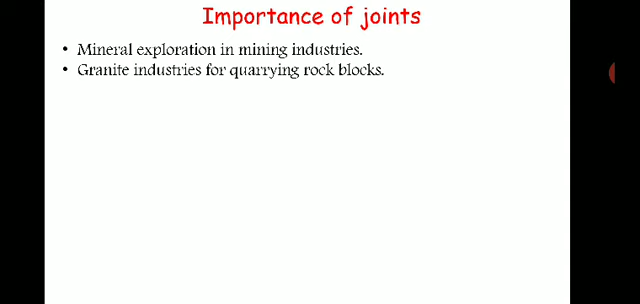 Importance of joints
• Mineral exploration in mining industries.
• Granite industries for quarrying rock blocks.